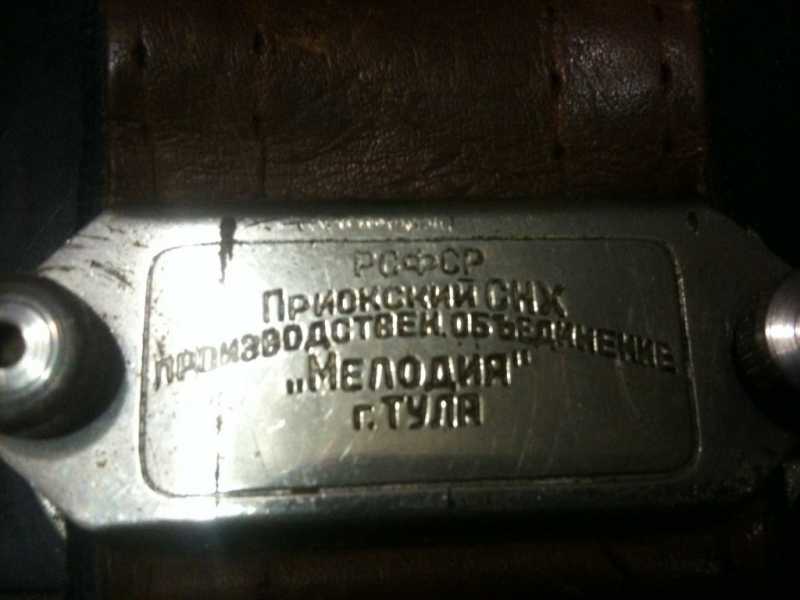 РСФСР
Приокский СНХ
ПРОИЗВОДСТВЕН. ОБЪЕДИНЕНИЕ
„МЕЛОДИЯ"
г. ТУЛА